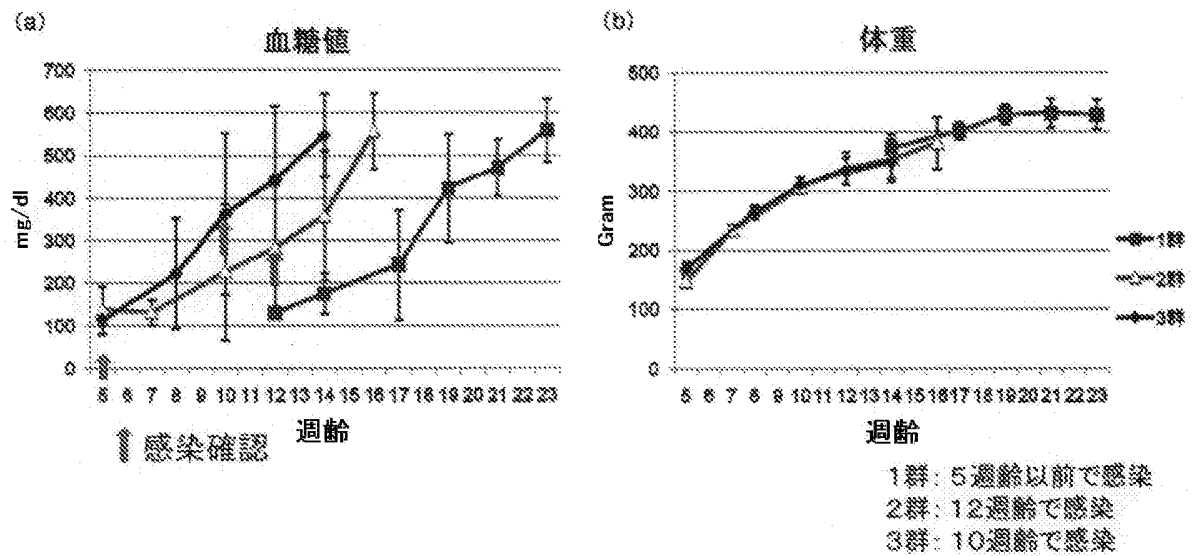 (a)
血糖値
mg/dl
700
600
500
400
300
200
100
0
5 6 7 8 9 10 11 12 13 14 15 16 17 18 19 20 21 22 23
週齢
感染確認
(b)
体重
Gram
500
400
300
200
100
0
5 6 7 8 9 10 11 12 13 14 15 16 17 18 19 20 21 22 23
週齢
1群
2群
3群
1群: 5週齢以前で感染
2群: 12週齢で感染
3群: 10週齢で感染